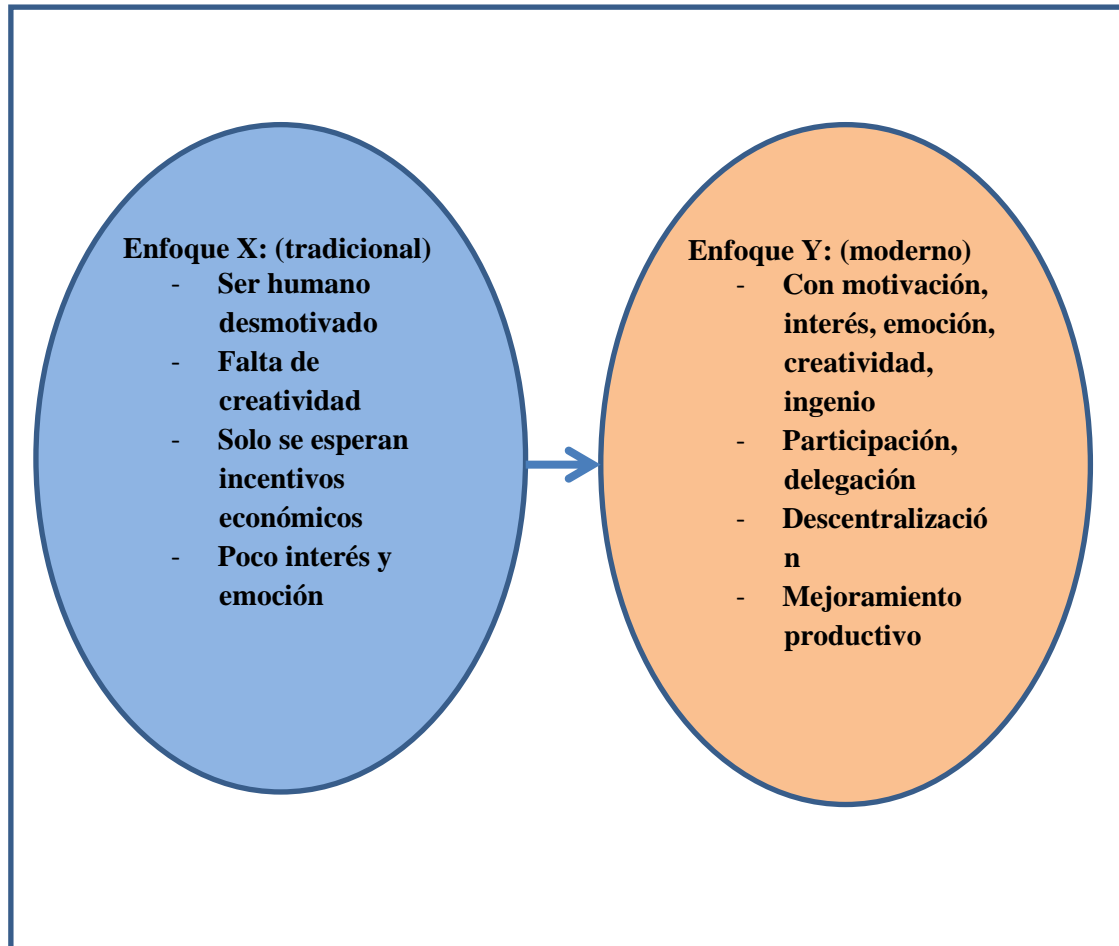 Enfoque X: (tradicional)
- Ser humano
desmotivado
- Falta de
creatividad
- Solo se esperan
incentivos
económicos
- Poco interés y
emoción
Enfoque Y: (moderno)
- Con motivación,
interés, emoción,
creatividad,
ingenio
- Participación,
delegación
- Descentralizació
n
- Mejoramiento
productivo